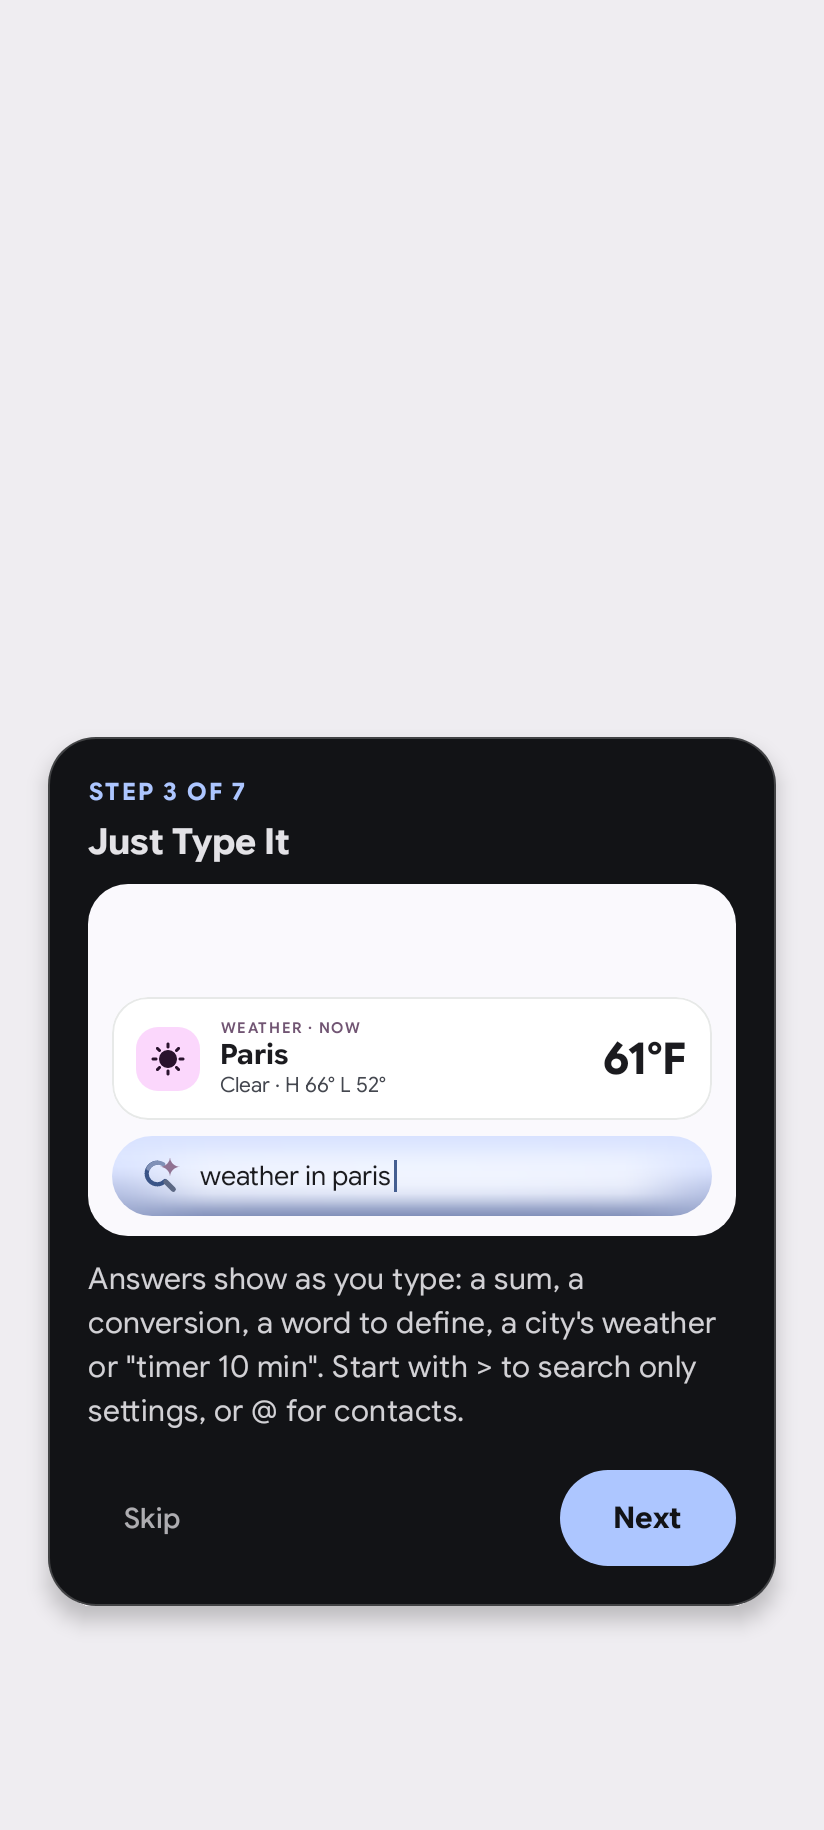 STEP 3 OF 7
Just Type It
WEATHER · NOW
Paris
Clear · H 66° L 52°
61°F
weather in paris
Answers show as you type: a sum, a
conversion, a word to define, a city's weather
or "timer 10 min". Start with > to search only
settings, or @ for contacts.
Skip
Next